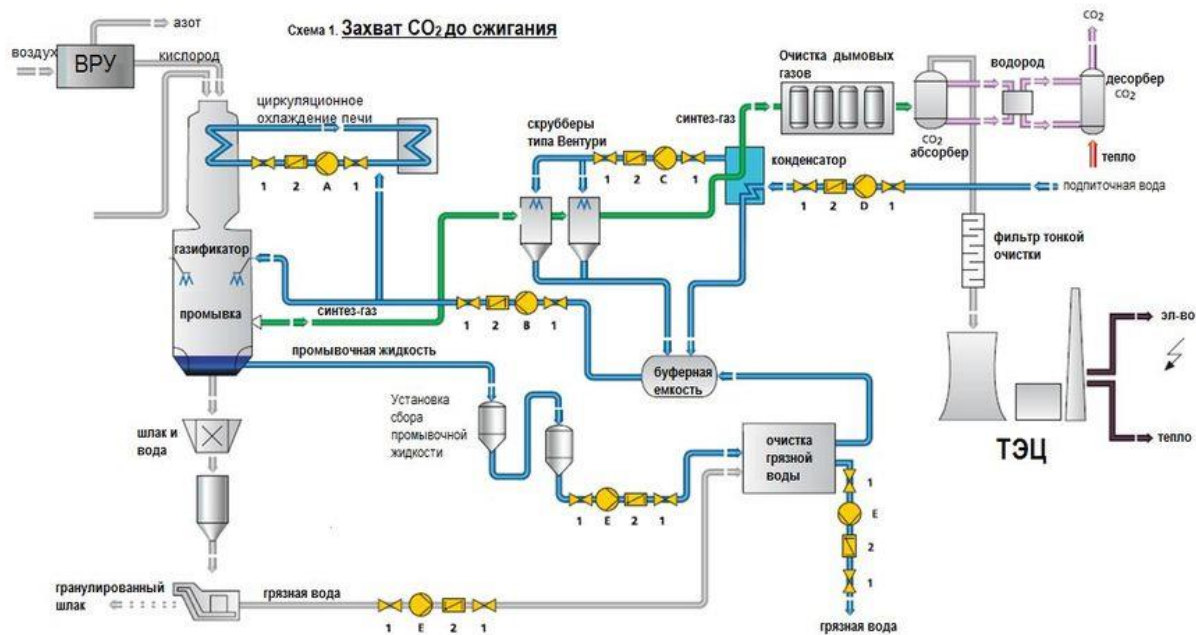 азот
Схема 1. Захват CO₂ до сжигания
воздух
ВРУ
кислород
Очистка дымовых
газов
водород
CO₂
десорбер
CO₂
циркуляционное
охлаждение печи
скрубберы
типа Вентури
синтез-газ
CO₂
абсорбер
тепло
1 2 A 1
1 2 C 1
конденсатор
1 2 D 1
подпиточная вода
газификатор
фильтр тонкой
очистки
промывка
синтез-газ
1 2 B 1
эл-во
промывочная жидкость
буферная
емкость
Установка
сбора
промывочной
жидкости
шлак и
вода
очистка
грязной
воды
ТЭЦ
тепло
1 E 2 1
1
E
2
1
гранулированный
шлак
грязная вода
1 E 2 1
грязная вода